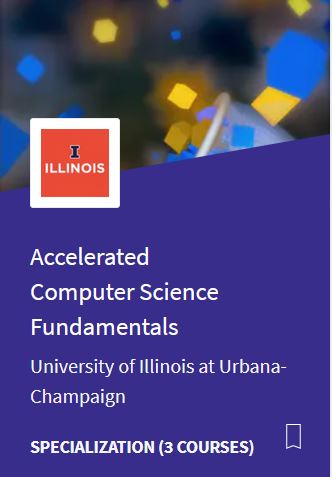 I
ILLINOIS
Accelerated
Computer Science
Fundamentals
University of Illinois at Urbana-
Champaign
SPECIALIZATION (3 COURSES)